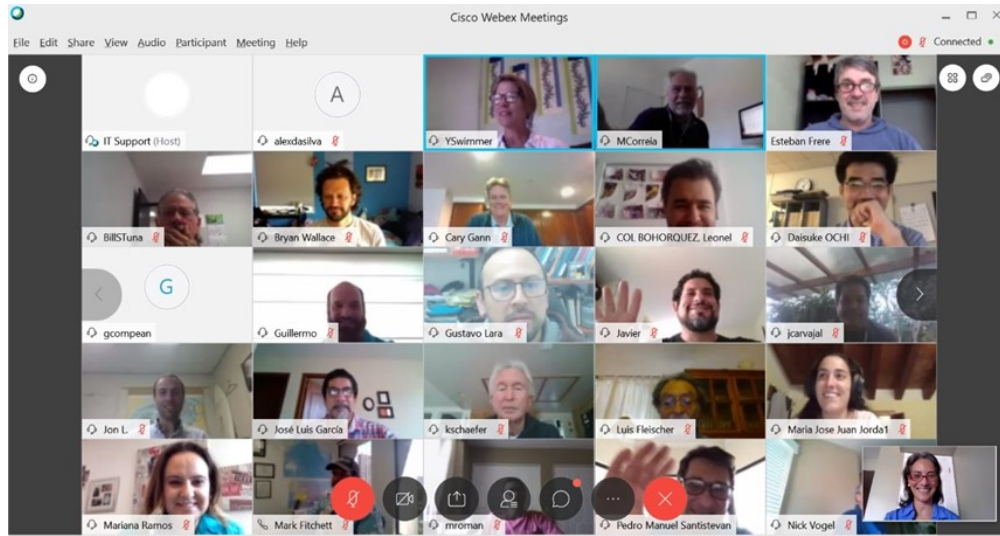 Cisco Webex Meetings
File Edit Share View Audio Participant Meeting Help
Connected
A
IT Support (Host)
alexdasilva
YSwimmer
MCorreia
Esteban Frere
BillSTuna
Bryan Wallace
Cary Gann
COL BOHORQUEZ, Leonel
Daisuke OCHI
G
gcompean
Guillermo
Gustavo Lara
Javier
jcarvajal
Jon L.
José Luis García
kschaefer
Luis Fleischer
Maria Jose Juan Jorda1
Mariana Ramos
Mark Fitchett
mroman
Pedro Manuel Santistevan
Nick Vogel